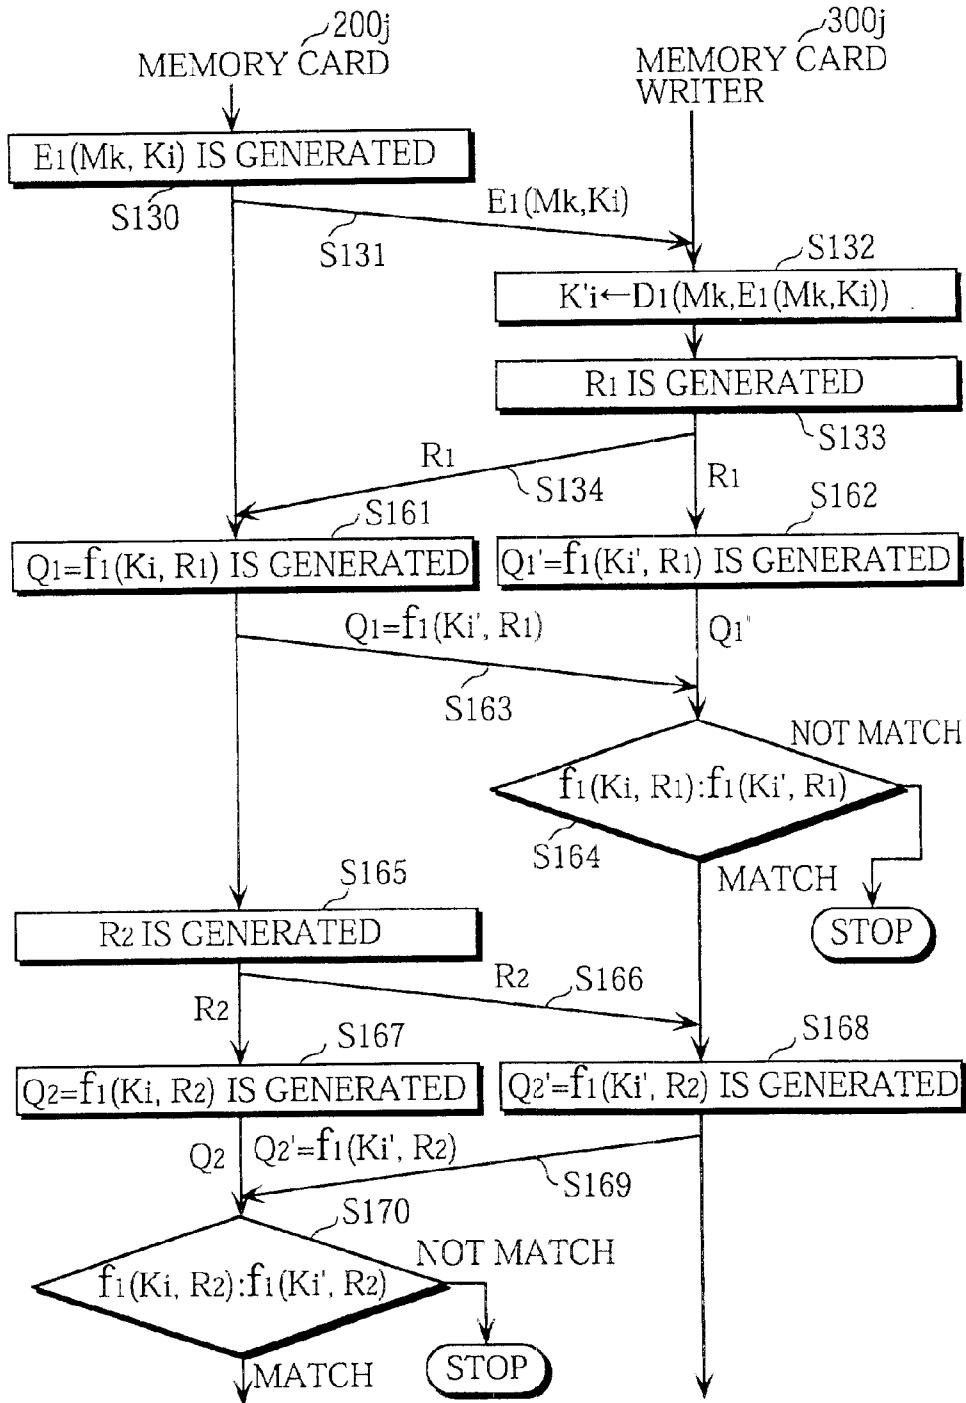 200j
MEMORY CARD
300j
MEMORY CARD
WRITER
E1(Mk, Ki) IS GENERATED
S130
E1(Mk,Ki)
S131
S132
K'i←D1(Mk,E1(Mk,Ki))
R1 IS GENERATED
S133
R1
S134
R1
S161
S162
Q1=f1(Ki, R1) IS GENERATED
Q1'=f1(Ki', R1) IS GENERATED
Q1=f1(Ki', R1)
Q1'
S163
NOT MATCH
f1(Ki, R1):f1(Ki', R1)
S164
MATCH
STOP
S165
R2 IS GENERATED
R2
S166
R2
S167
S168
Q2=f1(Ki, R2) IS GENERATED
Q2'=f1(Ki', R2) IS GENERATED
Q2
Q2'=f1(Ki', R2)
S169
S170
NOT MATCH
f1(Ki, R2):f1(Ki', R2)
STOP
MATCH